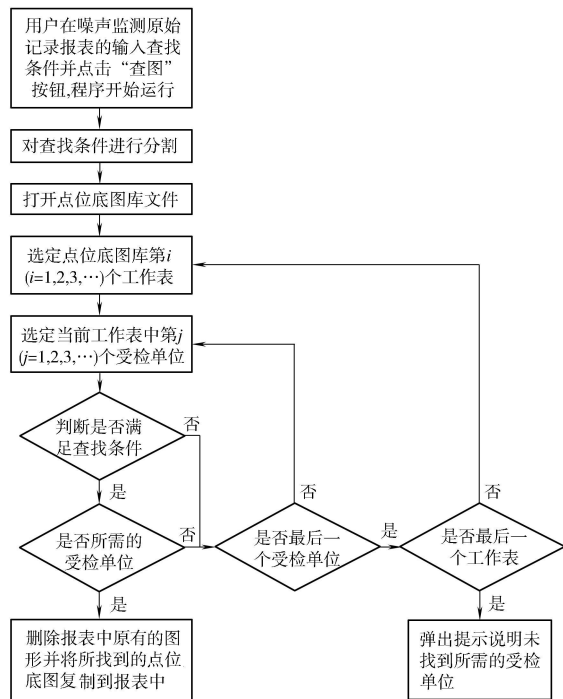 用户在噪声监测原始
记录报表的输入查找
条件并点击“查图”
按钮,程序开始运行
对查找条件进行分割
打开点位底图库文件
选定点位底图库第i
(i=1,2,3,…)个工作表
选定当前工作表中第j
(j=1,2,3,…)个受检单位
判断是否满
足查找条件
否
是
是否所需的
受检单位
否
是
是否最后一
个受检单位
否
是
是否最后一
个工作表
否
是
删除报表中原有的图
形并将所找到的点位
底图复制到报表中
弹出提示说明未
找到所需的受检
单位